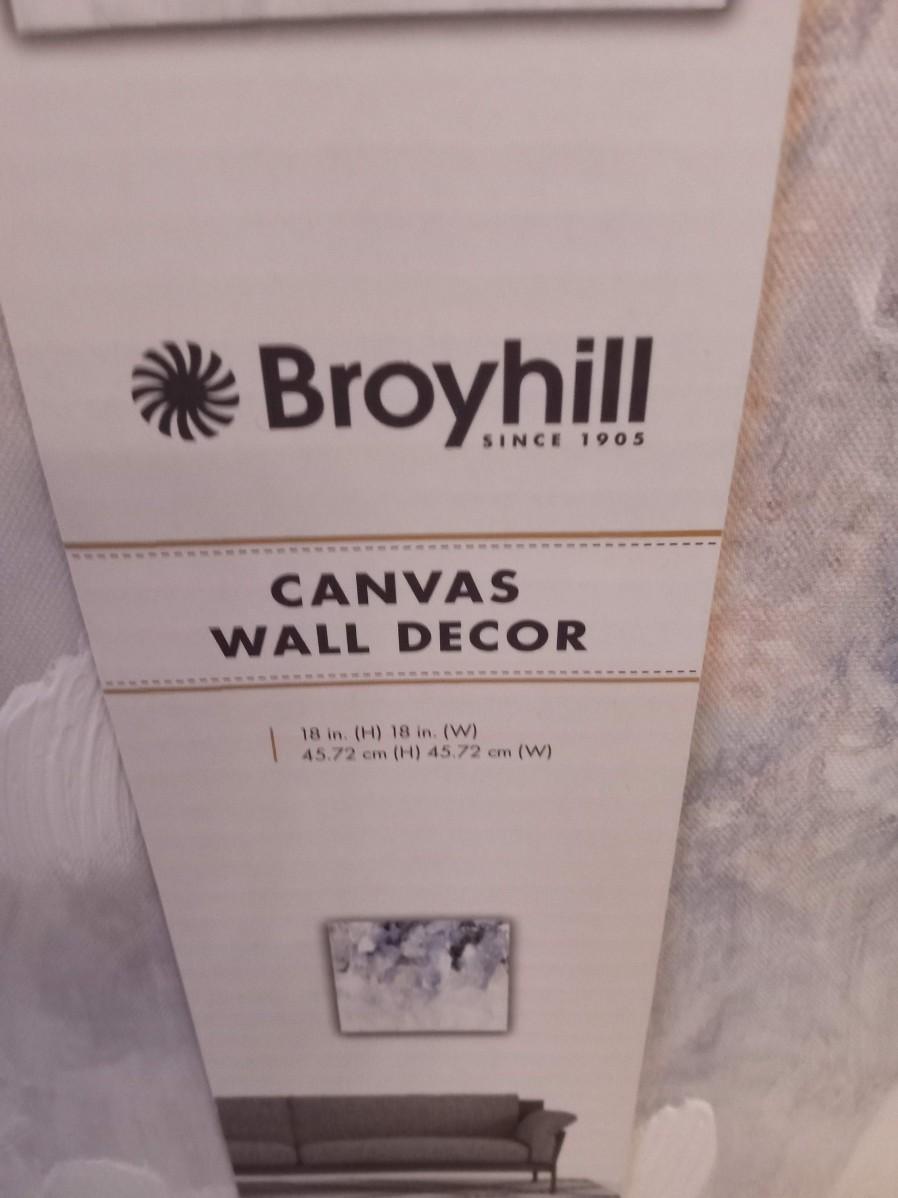 Broyhill
SINCE 1905
CANVAS
WALL DECOR
18 in. (H) 18 in. (W)
45.72 cm (H) 45.72 cm (W)